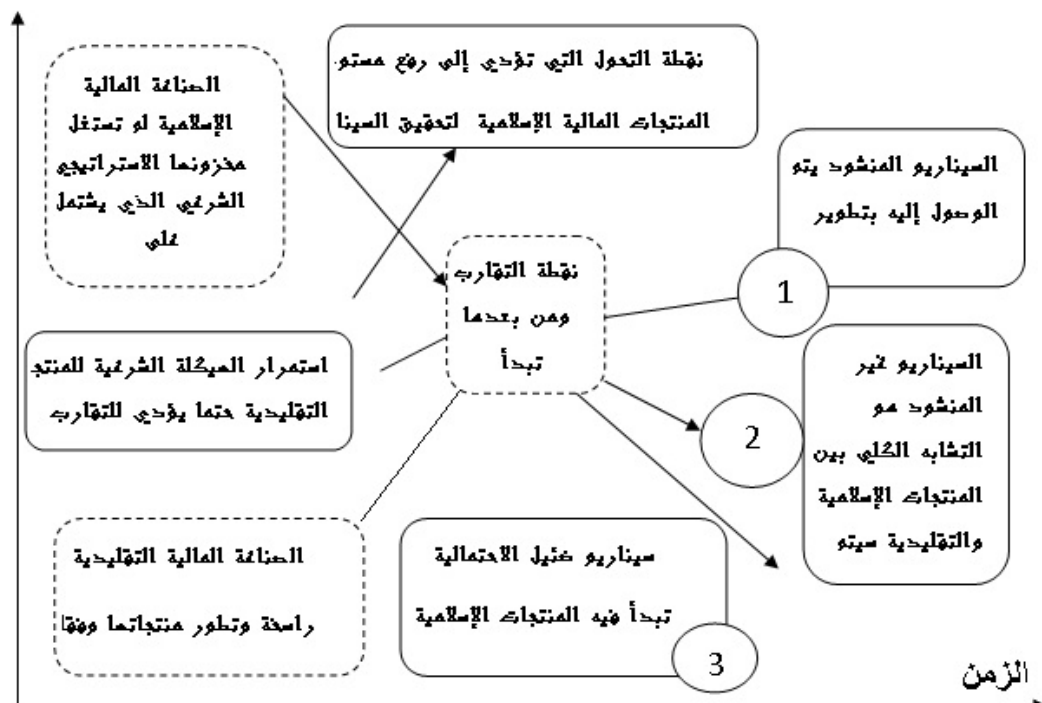 نقطة التحول التي تؤدي إلى رفع مستو
المنتجات المالية الإسلامية لتحقيق السينا
الصناعة المالية
الإسلامية لم تستغل
مخزونها الاستراتيجي
الشرعي الذي يشتمل
على
السيناريو المنشود يتم
الوصول إليه بتطوير
1
نقطة التقارب
ومن بعدها
تبدأ
استمرار الهيكلة الشرعية للمنتج
التقليدية حتما يؤدي للتقارب
السيناريو غير
المنشود هو
التشابه الكلي بين
المنتجات الإسلامية
والتقليدية سيتم
2
سيناريو ضئيل الاحتمالية
تبدأ فيه المنتجات الإسلامية
3
الصناعة المالية التقليدية
راسخة وتطور منتجاتها وفقا
الزمن